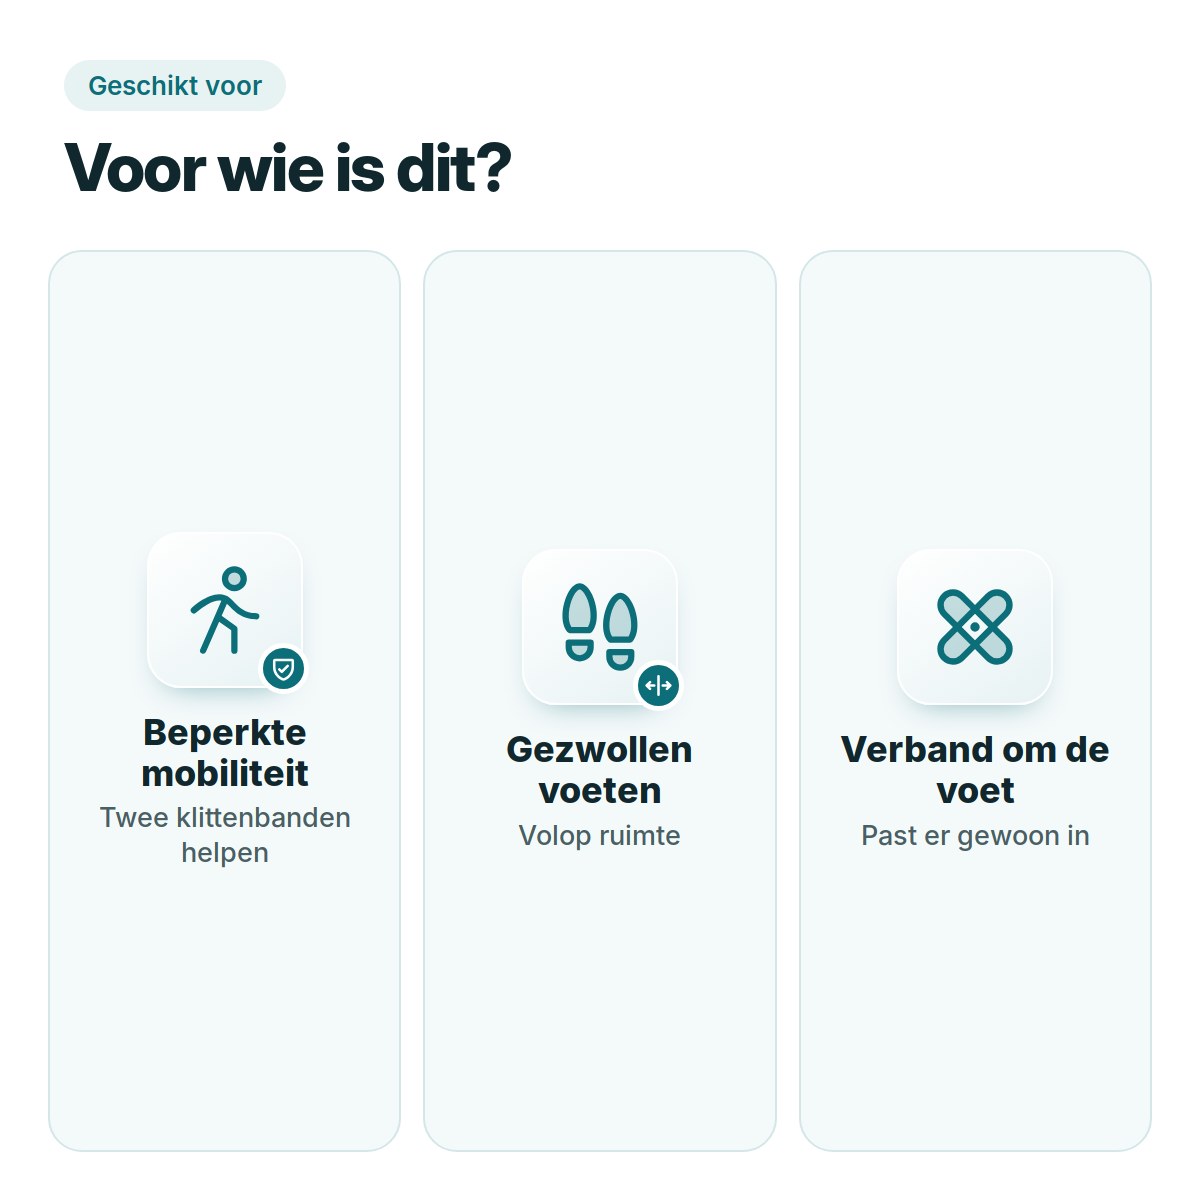 Geschikt voor
Voor wie is dit?
Beperkte
mobiliteit
Twee klittenbanden
helpen
Gezwollen
voeten
Volop ruimte
Verband om de
voet
Past er gewoon in